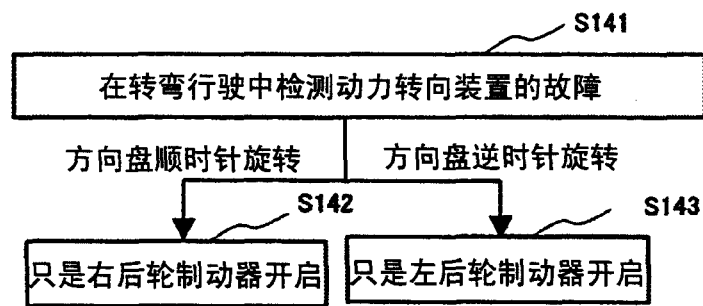 S141
在转弯行驶中检测动力转向装置的故障
方向盘顺时针旋转
方向盘逆时针旋转
S142
S143
只是右后轮制动器开启
只是左后轮制动器开启